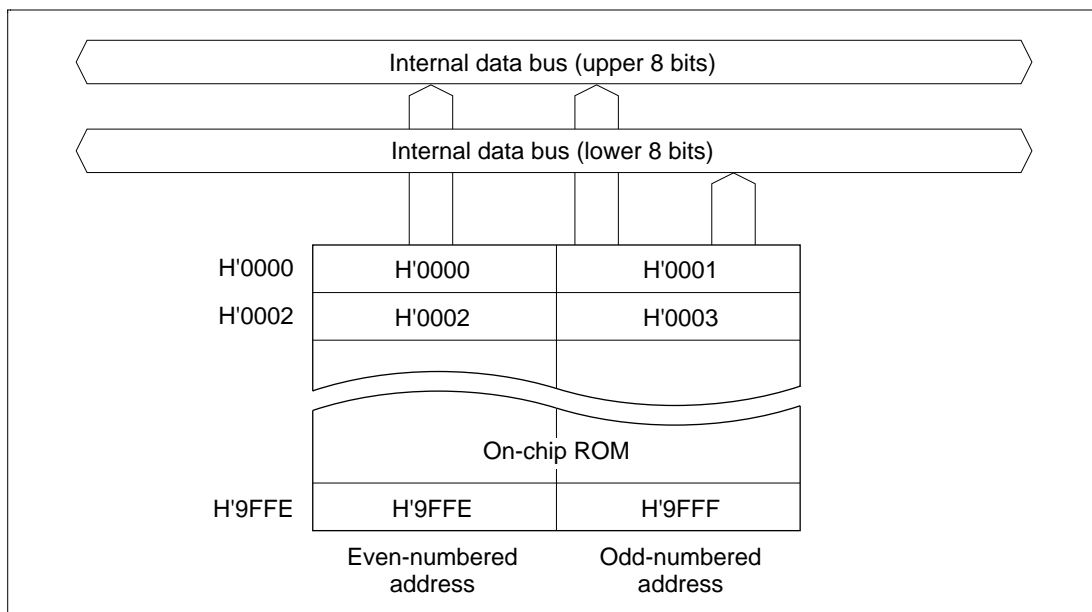 Internal data bus (upper 8 bits)
Internal data bus (lower 8 bits)
H'0000 H'0000 H'0001
H'0002 H'0002 H'0003
On-chip ROM
H'9FFE H'9FFE H'9FFF
Even-numbered Odd-numbered
address address